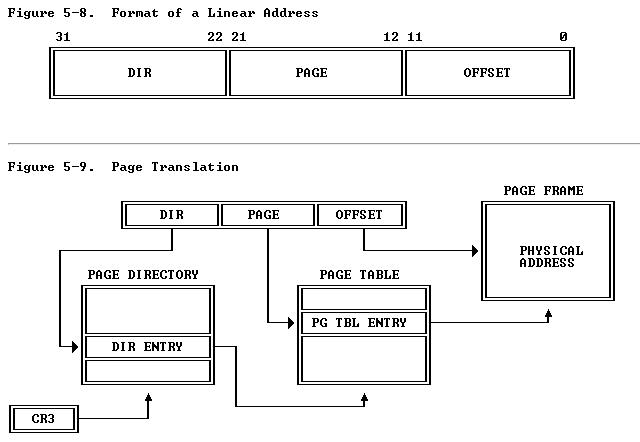 Figure 5-8.  Format of a Linear Address
31 22 21 12 11 0
DIR PAGE OFFSET
Figure 5-9.  Page Translation
PAGE FRAME
DIR PAGE OFFSET
PHYSICAL
ADDRESS
PAGE DIRECTORY PAGE TABLE
PG TBL ENTRY
DIR ENTRY
CR3